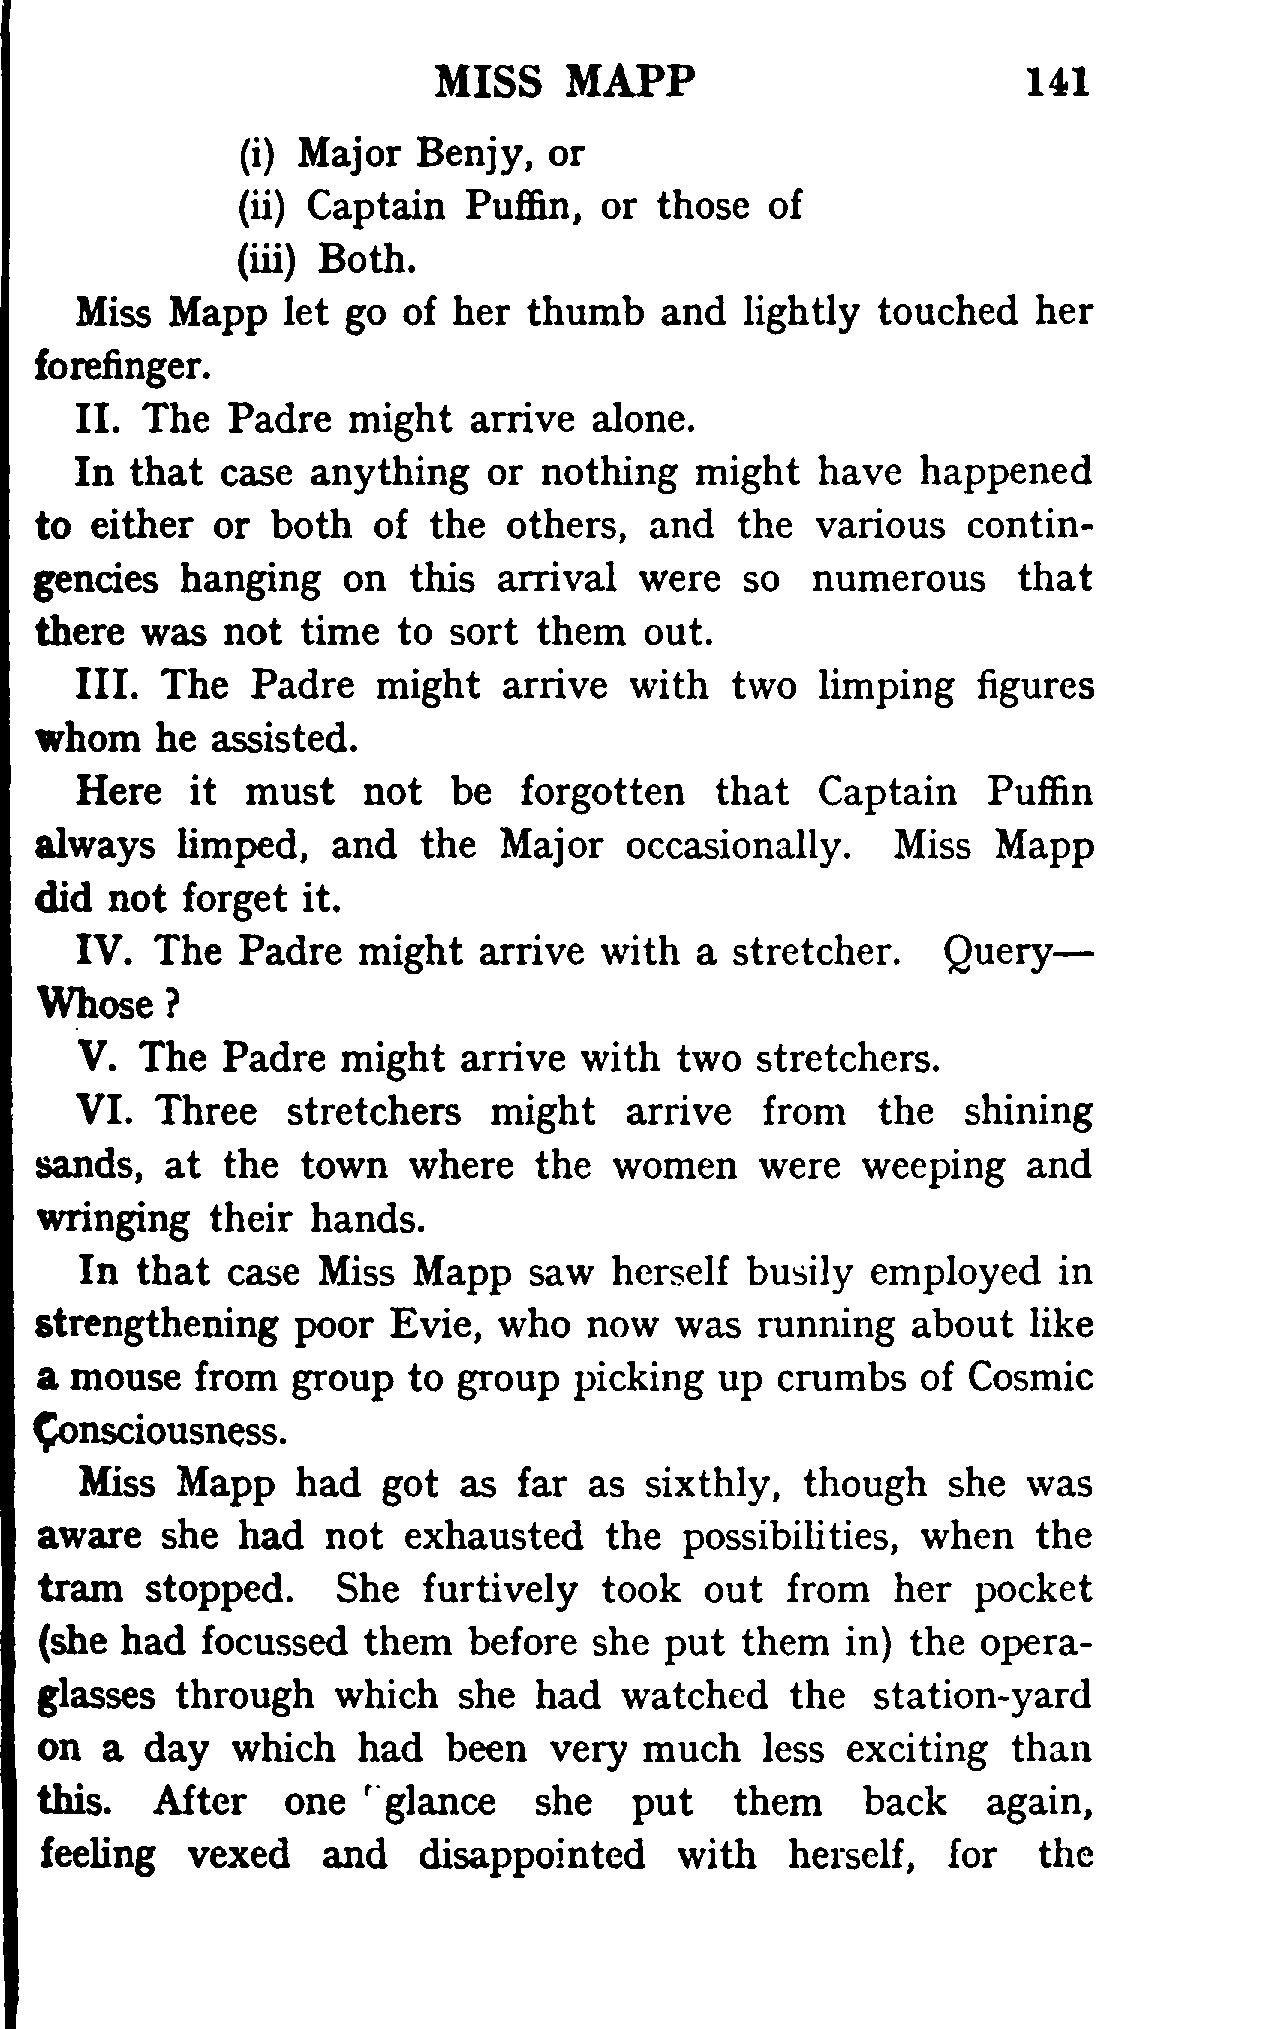 MISS MAPP 141
(i) Major Benjy, or
(ii) Captain Puffin, or those of
(iii) Both.
Miss Mapp let go of her thumb and lightly touched her
forefinger.
II. The Padre might arrive alone.
In that case anything or nothing might have happened
to either or both of the others, and the various contin-
gencies hanging on this arrival were so numerous that
there was not time to sort them out.
III. The Padre might arrive with two limping figures
whom he assisted.
Here it must not be forgotten that Captain Puffin
always limped, and the Major occasionally. Miss Mapp
did not forget it.
IV. The Padre might arrive with a stretcher. Query—
Whose ?
V. The Padre might arrive with two stretchers.
VI. Three stretchers might arrive from the shining
sands, at the town where the women were weeping and
wringing their hands.
In that case Miss Mapp saw herself busily employed in
strengthening poor Evie, who now was running about like
a mouse from group to group picking up crumbs of Cosmic
Consciousness.
Miss Mapp had got as far as sixthly, though she was
aware she had not exhausted the possibilities, when the
tram stopped. She furtively took out from her pocket
(she had focussed them before she put them in) the opera-
glasses through which she had watched the station-yard
on a day which had been very much less exciting than
this. After one glance she put them back again,
feeling vexed and disappointed with herself, for the